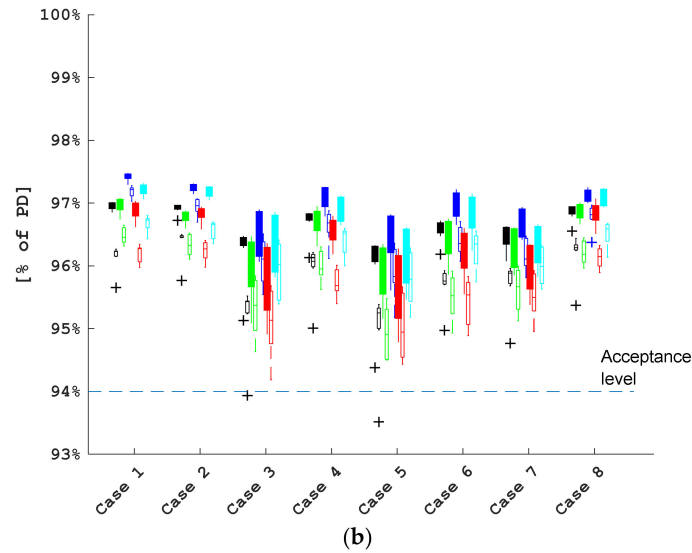 100%
99%
98%
97%
96%
95%
94%
93%
[% of PD]
Acceptance
level
Case 1
Case 2
Case 3
Case 4
Case 5
Case 6
Case 7
Case 8
(b)